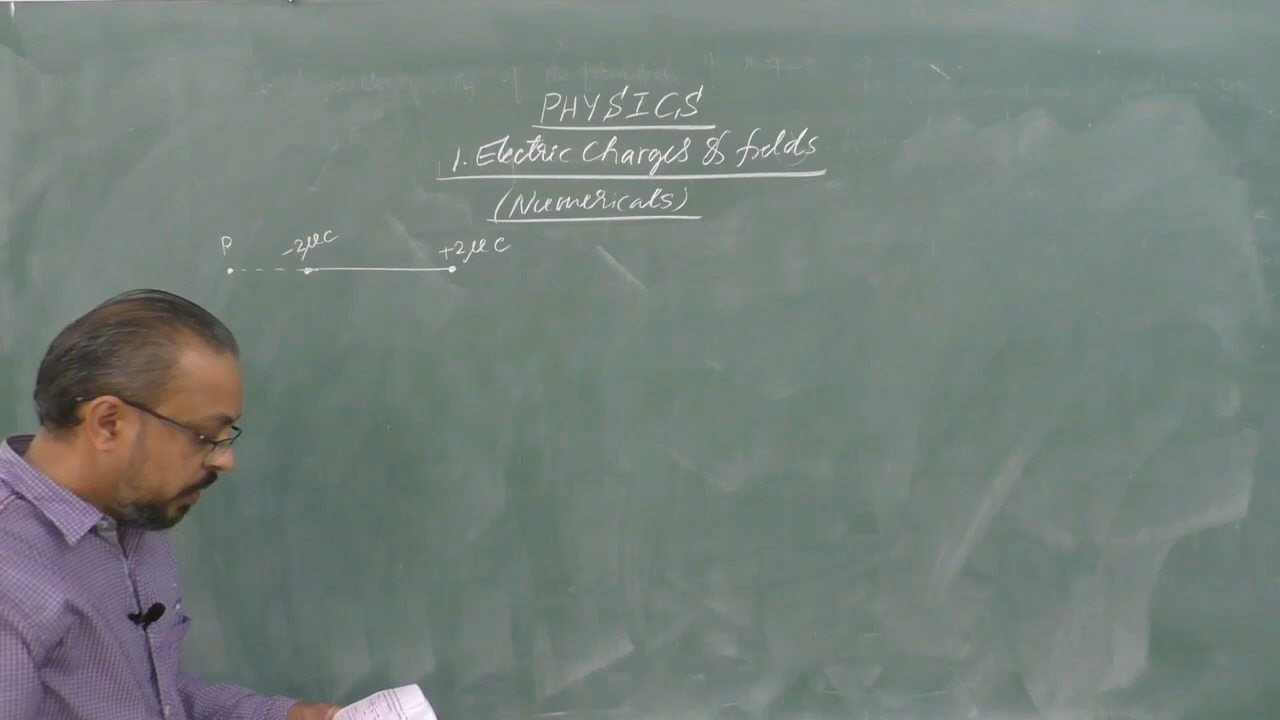 PHYSICS
1. Electric Charges & fields
(Numericals)
P -2μC +2μC